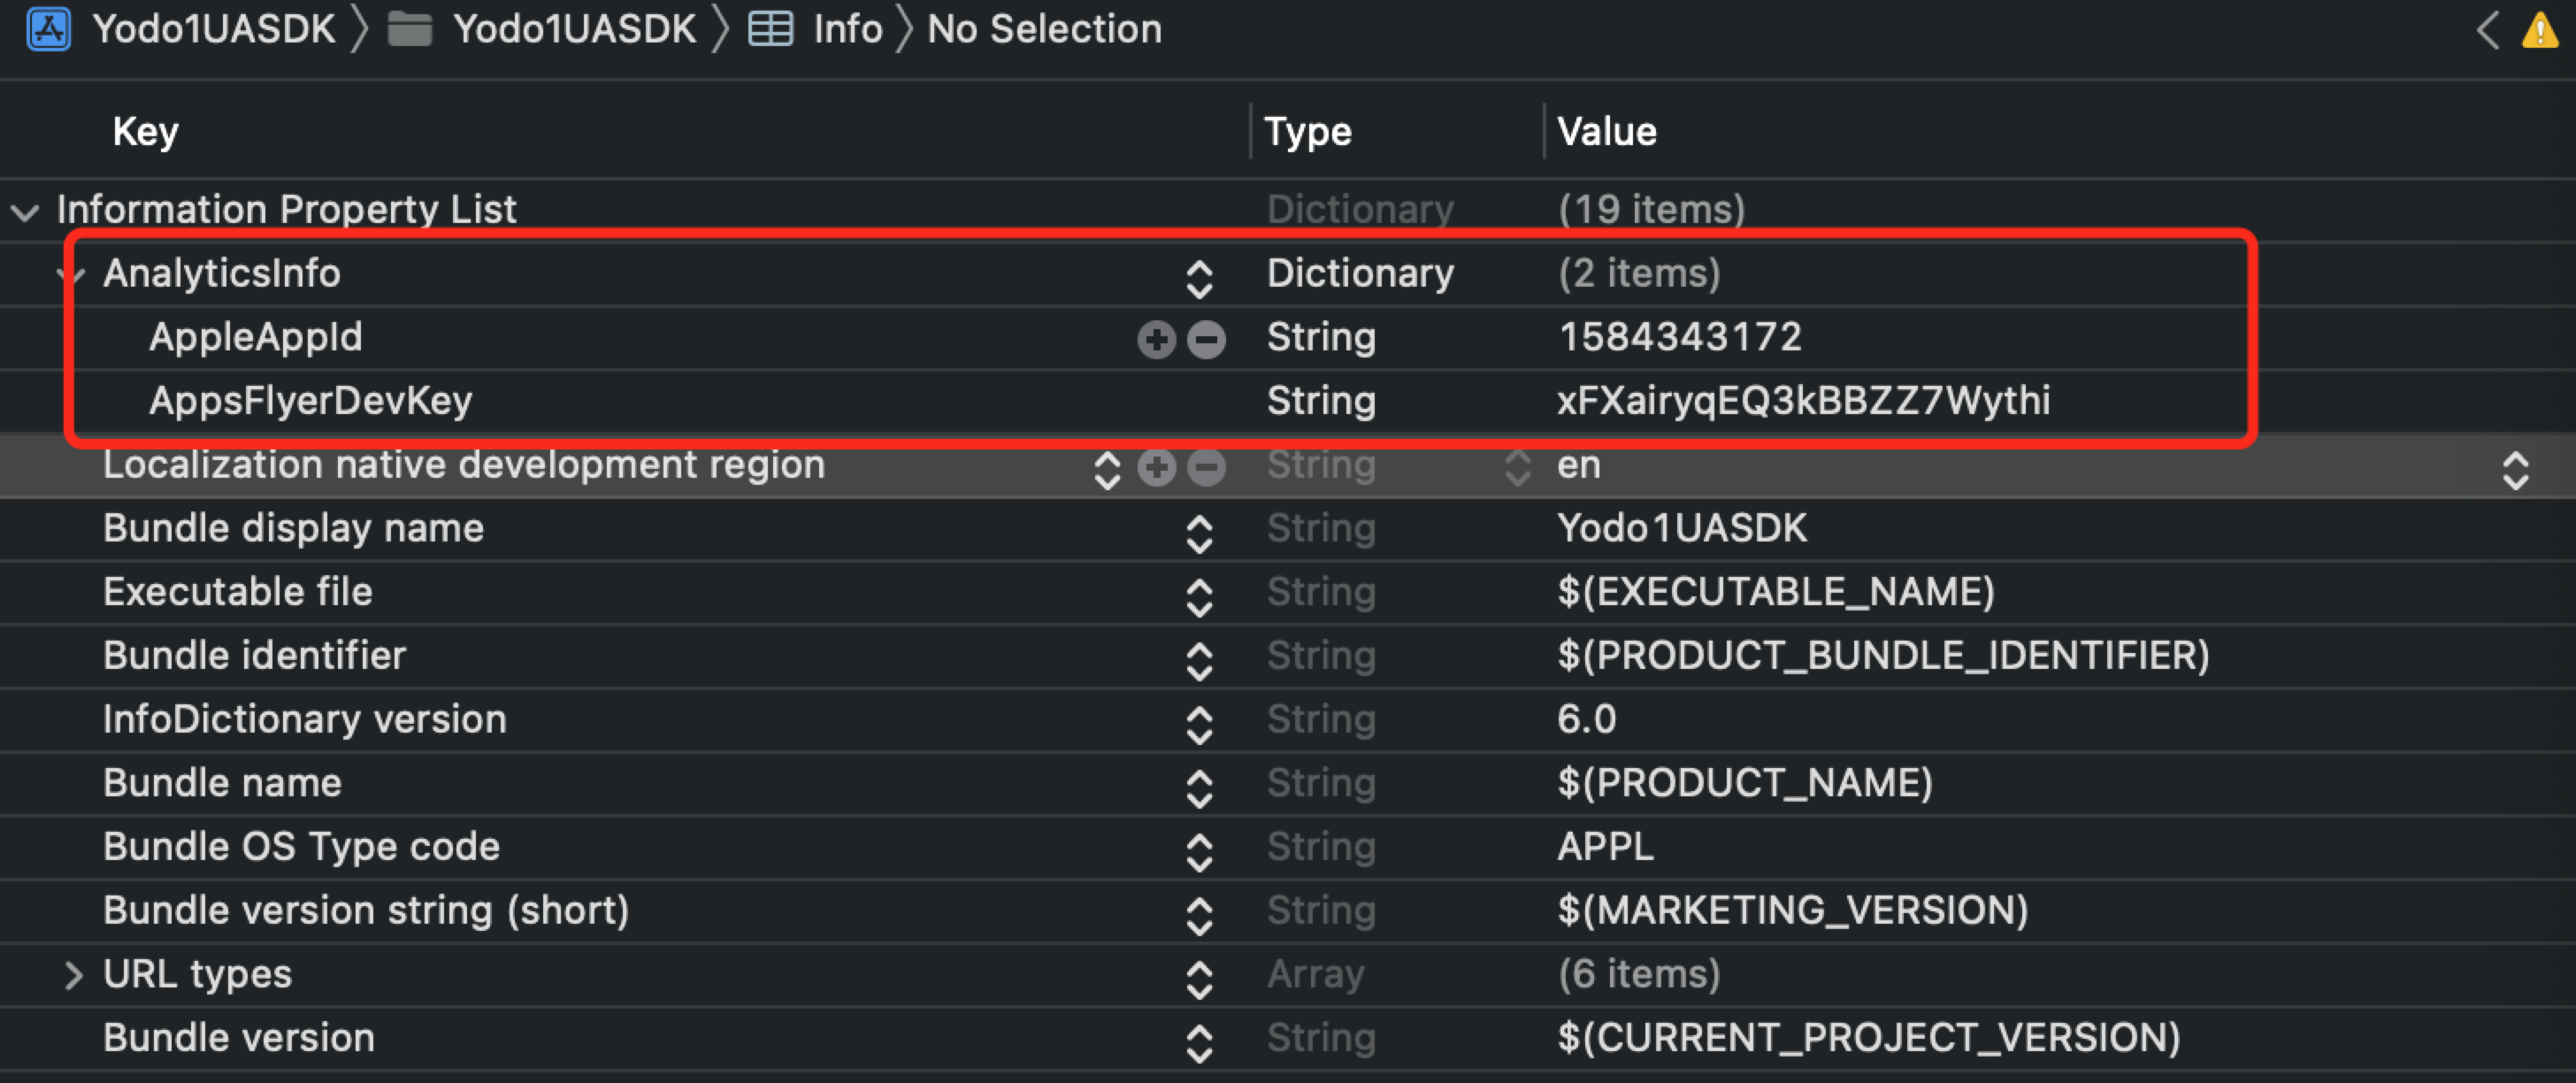 Yodo1UASDK Yodo1UASDK Info No Selection
Key Type Value
Information Property List Dictionary (19 items)
AnalyticsInfo Dictionary (2 items)
AppleAppId String 1584343172
AppsFlyerDevKey String xFXairyqEQ3kBBZZ7Wythi
Localization native development region String en
Bundle display name String Yodo1UASDK
Executable file String $(EXECUTABLE_NAME)
Bundle identifier String $(PRODUCT_BUNDLE_IDENTIFIER)
InfoDictionary version String 6.0
Bundle name String $(PRODUCT_NAME)
Bundle OS Type code String APPL
Bundle version string (short) String $(MARKETING_VERSION)
URL types Array (6 items)
Bundle version String $(CURRENT_PROJECT_VERSION)